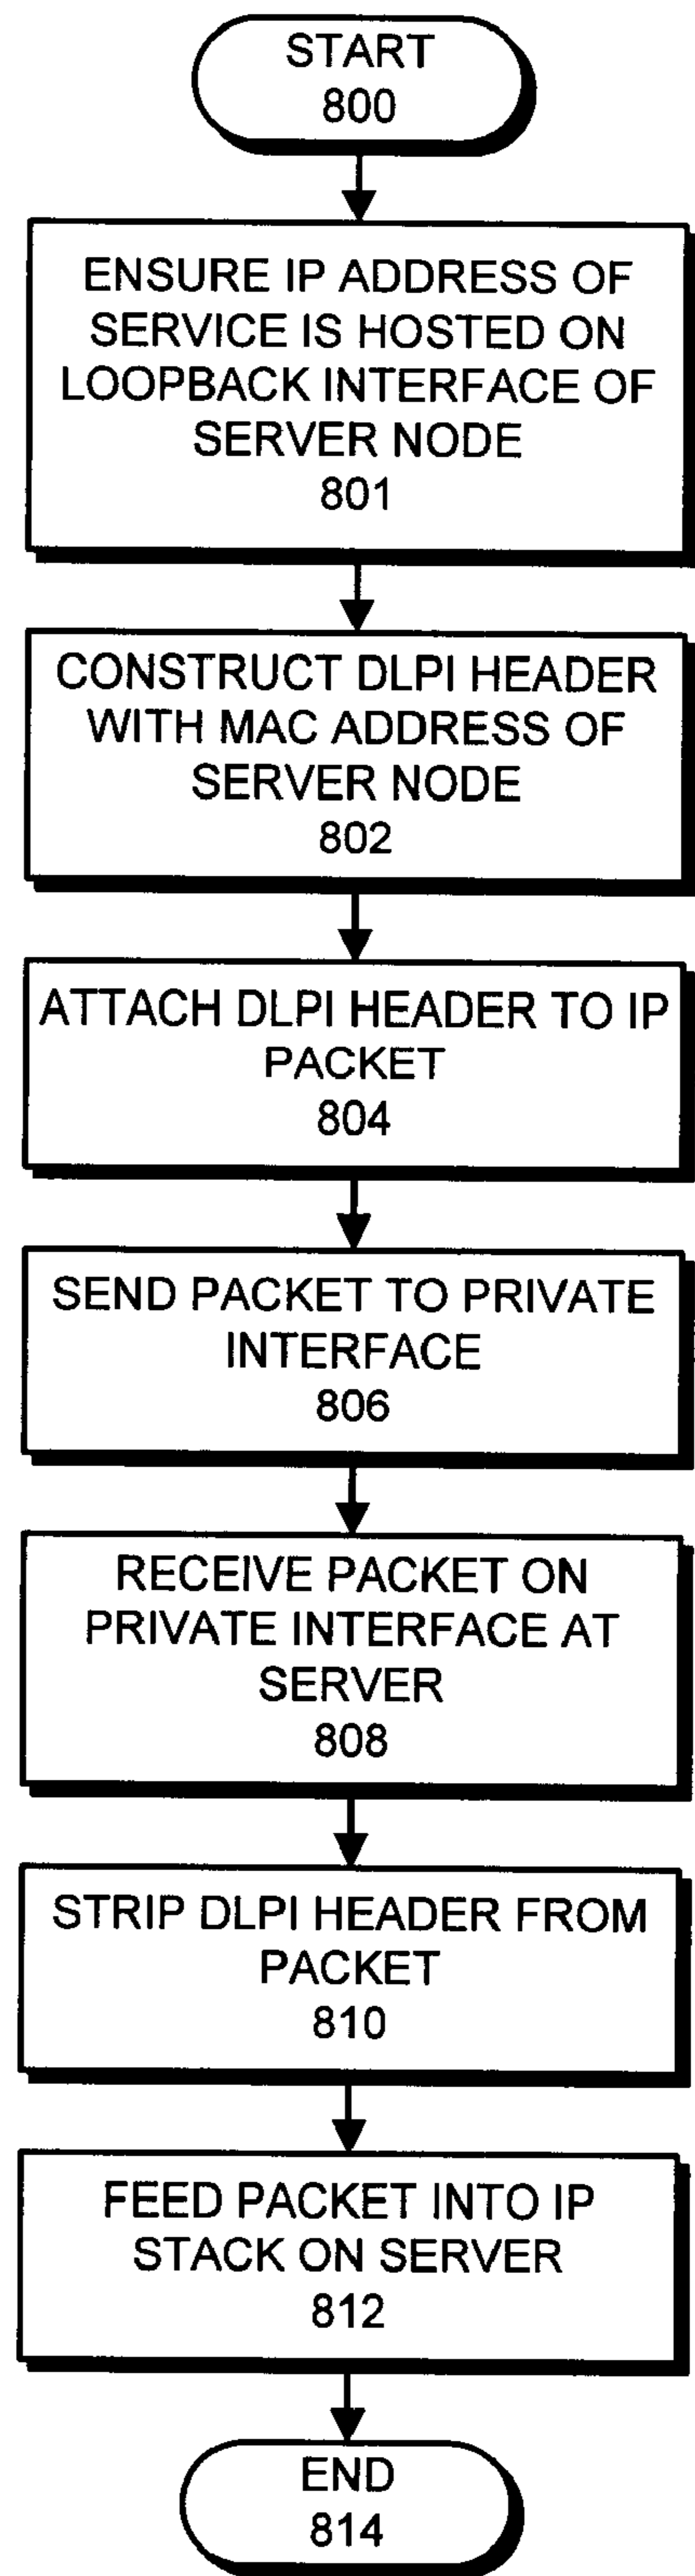 START
800
ENSURE IP ADDRESS OF
SERVICE IS HOSTED ON
LOOPBACK INTERFACE OF
SERVER NODE
801
CONSTRUCT DLPI HEADER
WITH MAC ADDRESS OF
SERVER NODE
802
ATTACH DLPI HEADER TO IP
PACKET
804
SEND PACKET TO PRIVATE
INTERFACE
806
RECEIVE PACKET ON
PRIVATE INTERFACE AT
SERVER
808
STRIP DLPI HEADER FROM
PACKET
810
FEED PACKET INTO IP
STACK ON SERVER
812
END
814